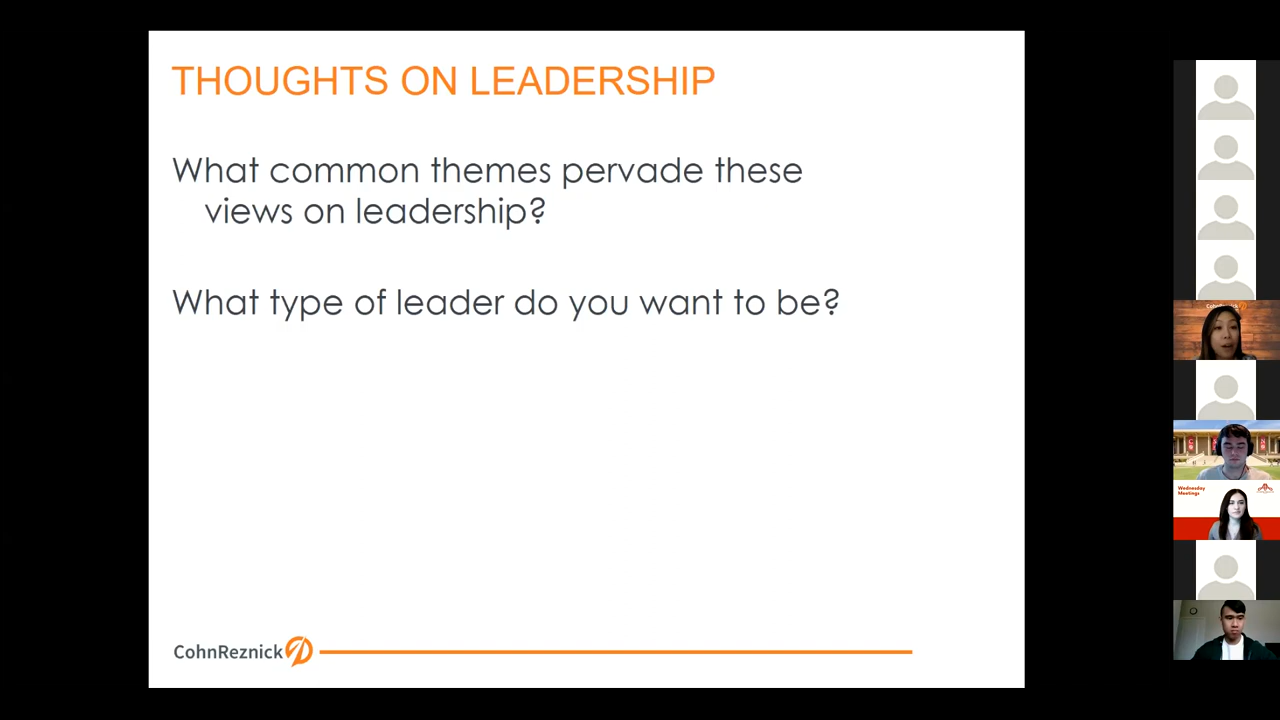 THOUGHTS ON LEADERSHIP
What common themes pervade these
views on leadership?
What type of leader do you want to be?
CohnReznick
CohnReznick
Wednesday
Meetings